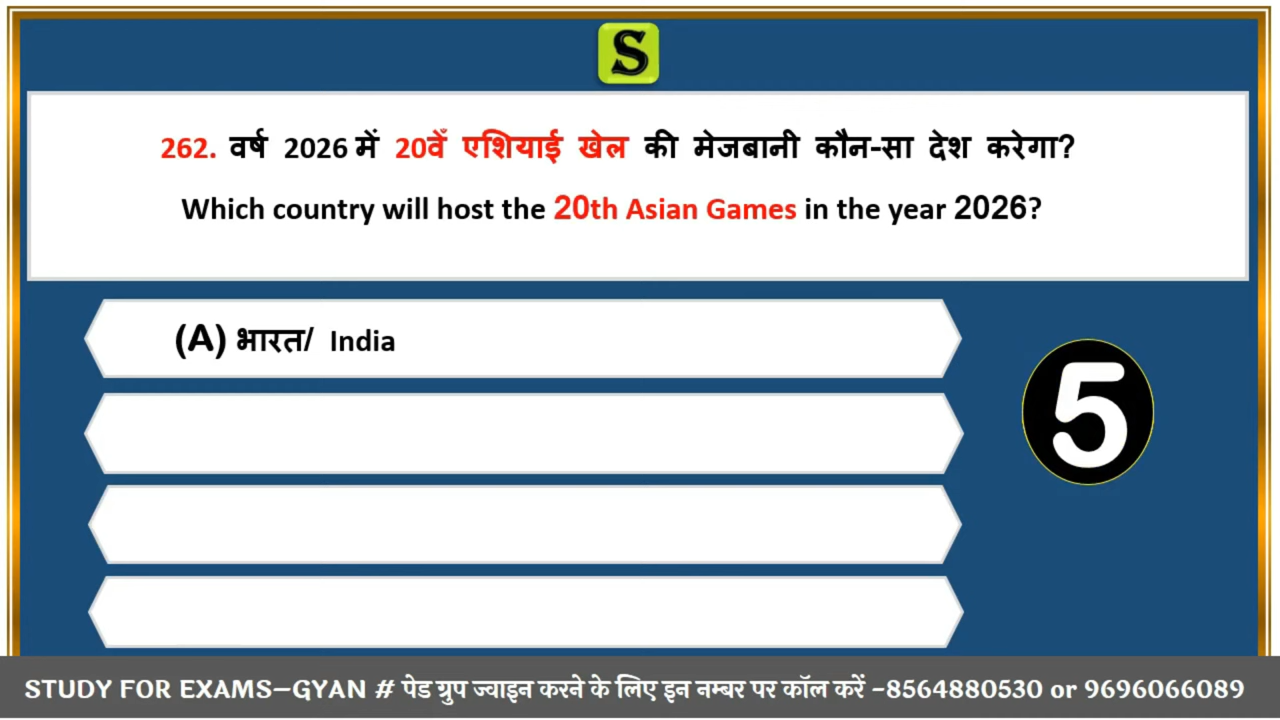 S
262. वर्ष 2026 में 20वें एशियाई खेल की मेजबानी कौन-सा देश करेगा?
Which country will host the 20th Asian Games in the year 2026?
(A) भारत/ India
5
STUDY FOR EXAMS–GYAN # पेड ग्रुप ज्वाइन करने के लिए इन नम्बर पर कॉल करें –8564880530 or 9696066089